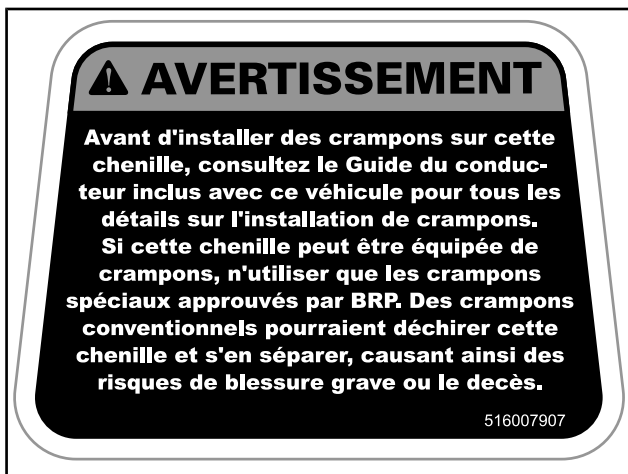 AVERTISSEMENT
Avant d'installer des crampons sur cette
chenille, consultez le Guide du conduc-
teur inclus avec ce véhicule pour tous les
détails sur l'installation de crampons.
Si cette chenille peut être équipée de
crampons, n'utiliser que les crampons
spéciaux approuvés par BRP. Des crampons
conventionnels pourraient déchirer cette
chenille et s'en séparer, causant ainsi des
risques de blessure grave ou le decès.
516007907